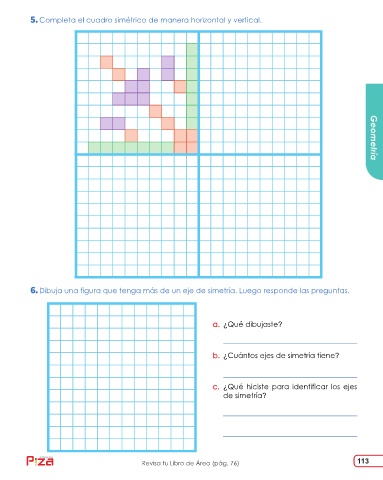 5. Completa el cuadro simétrico de manera horizontal y vertical.
Geometría
6. Dibuja una figura que tenga más de un eje de simetría. Luego responde las preguntas.
a. ¿Qué dibujaste?
b. ¿Cuántos ejes de simetría tiene?
c. ¿Qué hiciste para identificar los ejes
de simetría?
Piza
Revisa tu Libro de Área (pág. 76)
113